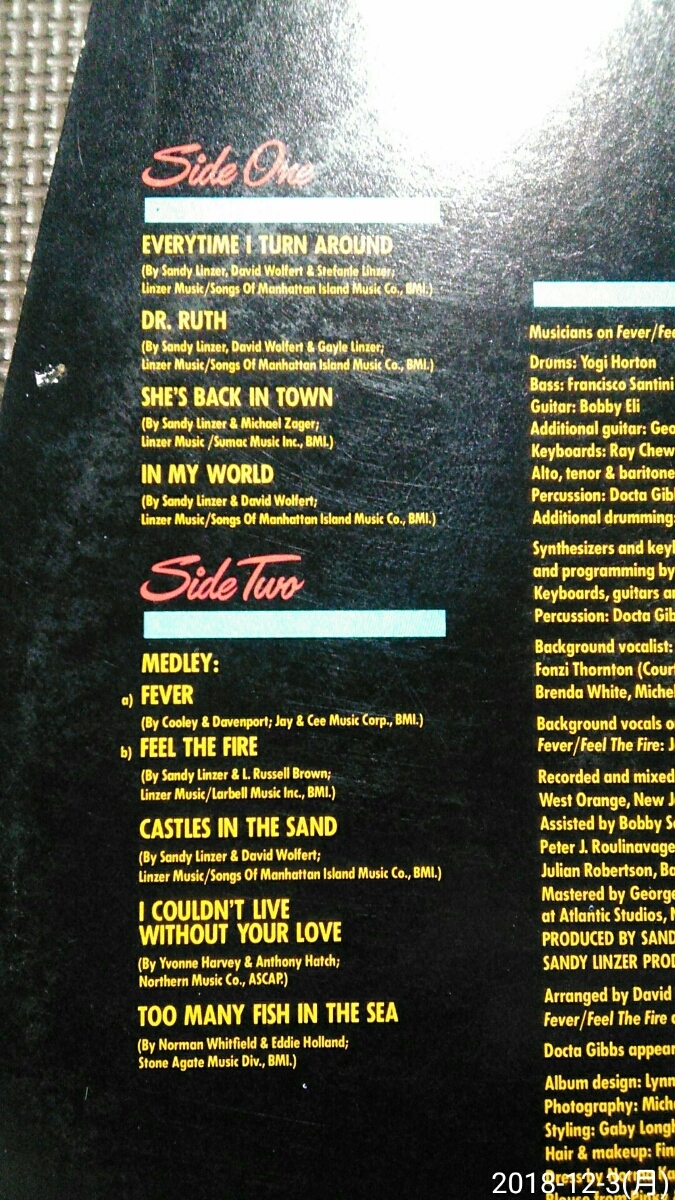 Side One
EVERYTIME I TURN AROUND
(By Sandy Linzer, David Wolfert & Stefanie Linzer;
Linzer Music/Songs Of Manhattan Island Music Co., BMI.)
DR. RUTH
(By Sandy Linzer, David Wolfert & Gayle Linzer;
Linzer Music/Songs Of Manhattan Island Music Co., BMI.)
SHE'S BACK IN TOWN
(By Sandy Linzer & Michael Zager;
Linzer Music /Sumac Music Inc., BMI.)
IN MY WORLD
(By Sandy Linzer & David Wolfert;
Linzer Music/Songs Of Manhattan Island Music Co., BMI.)
Side Two
MEDLEY:
a) FEVER
(By Cooley & Davenport; Jay & Cee Music Corp., BMI.)
b) FEEL THE FIRE
(By Sandy Linzer & L. Russell Brown;
Linzer Music/Larbell Music Inc., BMI.)
CASTLES IN THE SAND
(By Sandy Linzer & David Wolfert;
Linzer Music/Songs Of Manhattan Island Music Co., BMI.)
I COULDN'T LIVE
WITHOUT YOUR LOVE
(By Yvonne Harvey & Anthony Hatch;
Northern Music Co., ASCAP.)
TOO MANY FISH IN THE SEA
(By Norman Whitfield & Eddie Holland;
Stone Agate Music Div., BMI.)
Musicians on Fever/Fee
Drums: Yogi Horton
Bass: Francisco Santini
Guitar: Bobby Eli
Additional guitar: Geo
Keyboards: Ray Chew
Alto, tenor & baritone
Percussion: Docta Gib
Additional drumming:
Synthesizers and key
and programming by
Keyboards, guitars a
Percussion: Docta Gib
Background vocalist:
Fonzi Thornton (Cour
Brenda White, Miche
Background vocals o
Fever/Feel The Fire: J
Recorded and mixed
West Orange, New J
Assisted by Bobby S
Peter J. Roulinavage
Julian Robertson, Ba
Mastered by George
at Atlantic Studios, N
PRODUCED BY SAND
SANDY LINZER PROD
Arranged by David
Fever/Feel The Fire
Docta Gibbs appear
Album design: Lynn
Photography: Mich
Styling: Gaby Long
Hair & makeup: Fin
Dress by Norma Ka
Blouse from
2018-12-3(月)